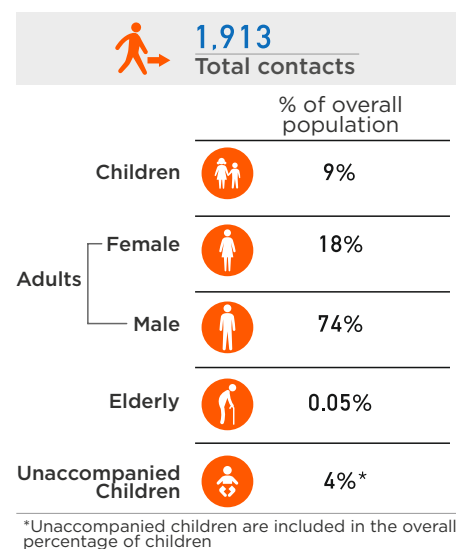 1,913
Total contacts
% of overall
population
Children 9%
Female 18%
Adults
Male 74%
Elderly 0.05%
Unaccompanied
Children 4%*
*Unaccompanied children are included in the overall
percentage of children